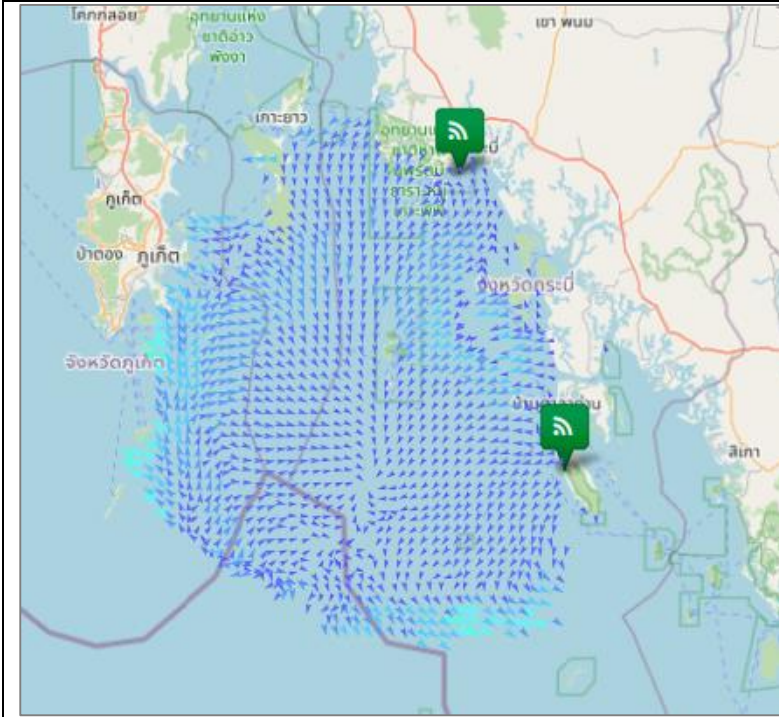 โคกกลอย
อุทยานแห่ง
ชาติอ่าว
พังงา
เขา พนม
เกาะยาว
ภูเก็ต
ป่าตอง
ภูเก็ต
จังหวัดกระบี่
จังหวัดภูเก็ต
สิเกา